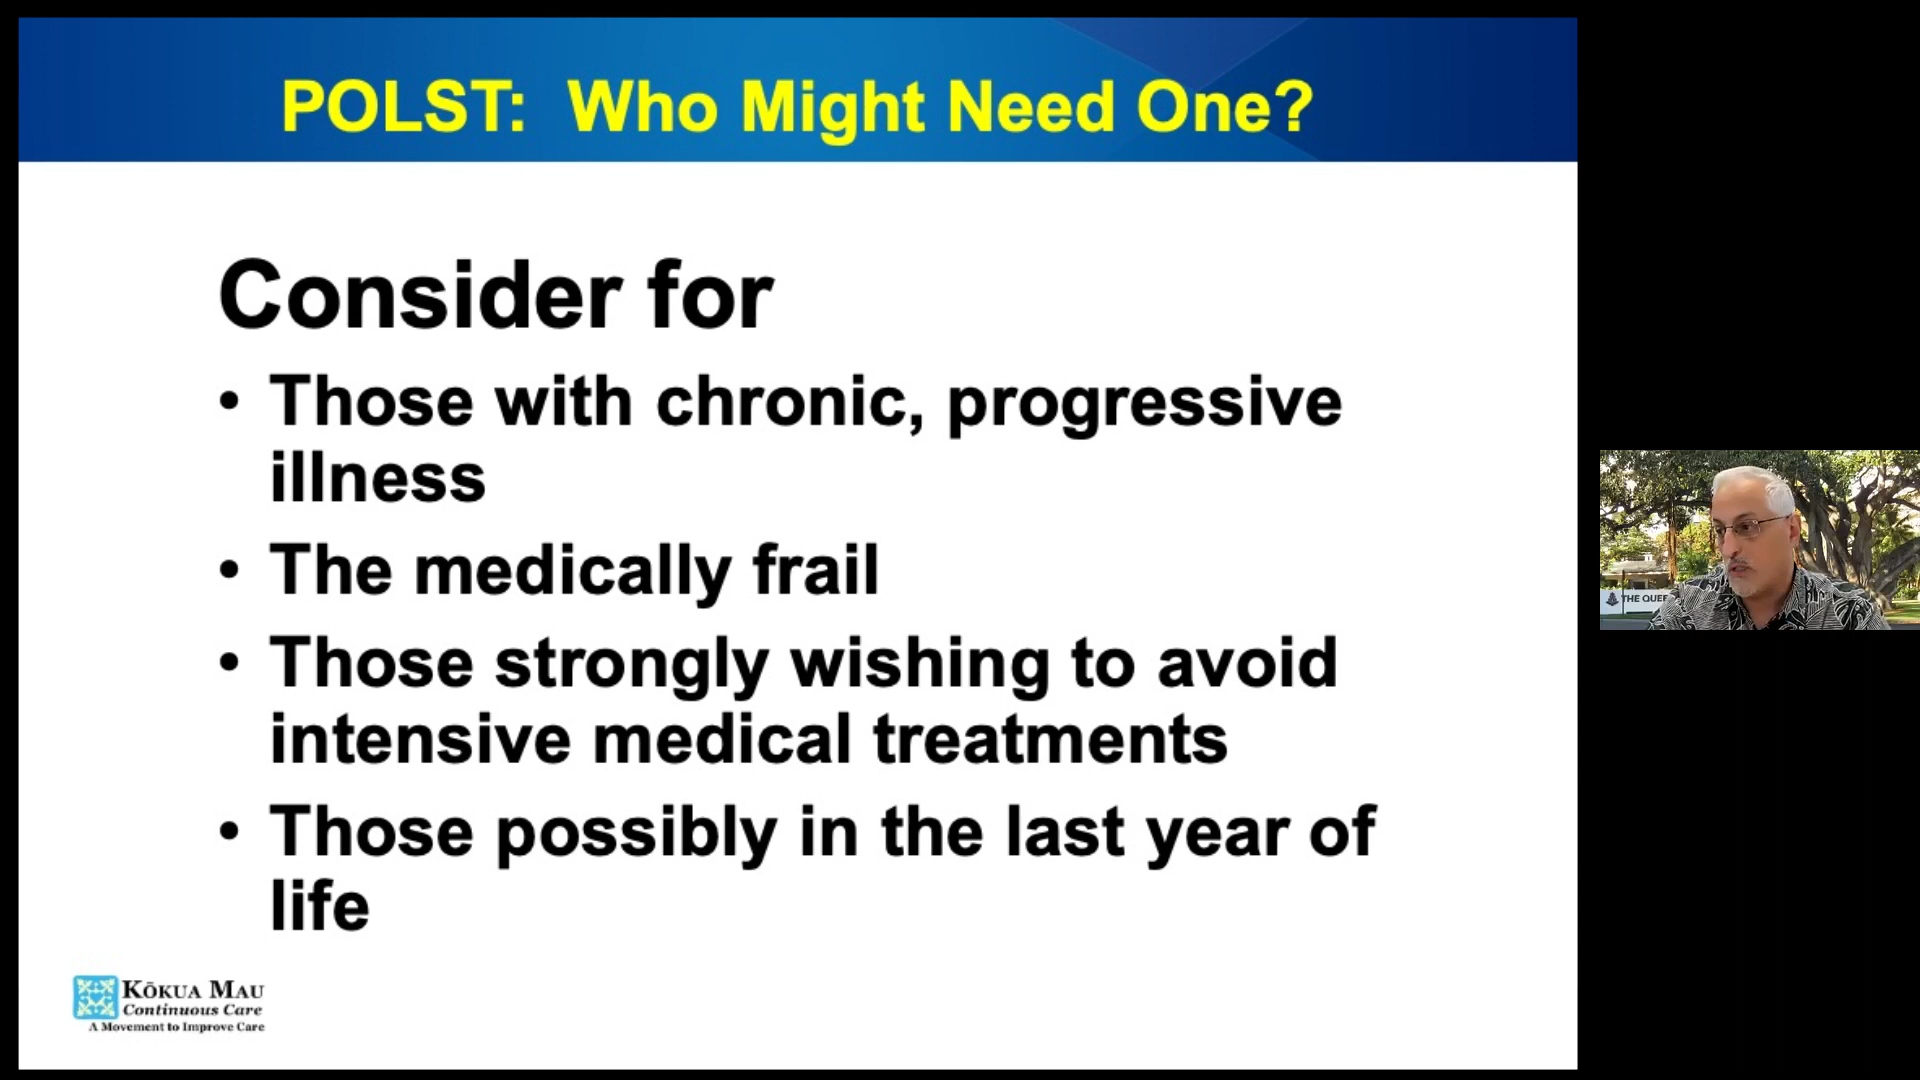 POLST: Who Might Need One?
Consider for
• Those with chronic, progressive
illness
• The medically frail
• Those strongly wishing to avoid
intensive medical treatments
• Those possibly in the last year of
life
KŌKUA MAU
Continuous Care
A Movement to Improve Care
THE QUEE